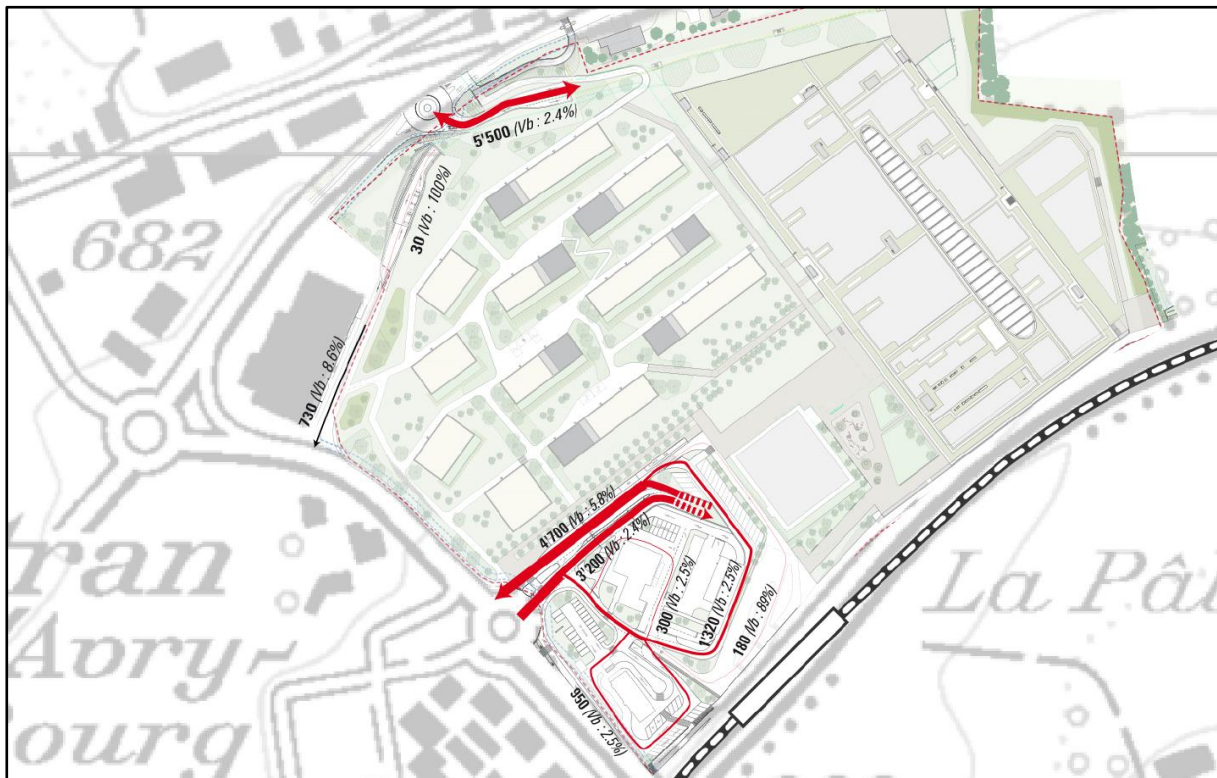 5'500 (Vb : 2.4%)
30 (Vb : 100%)
682
730 (Vb : 8.6%)
4'700 (Vb : 5.8%)
3'200 (Vb : 2.4%)
300 (Vb : 2.5%)
1'320 (Vb : 2.5%)
180 (Vb : 89%)
950 (Vb : 2.5%)
ran
Avry-
ourg
La Pâl